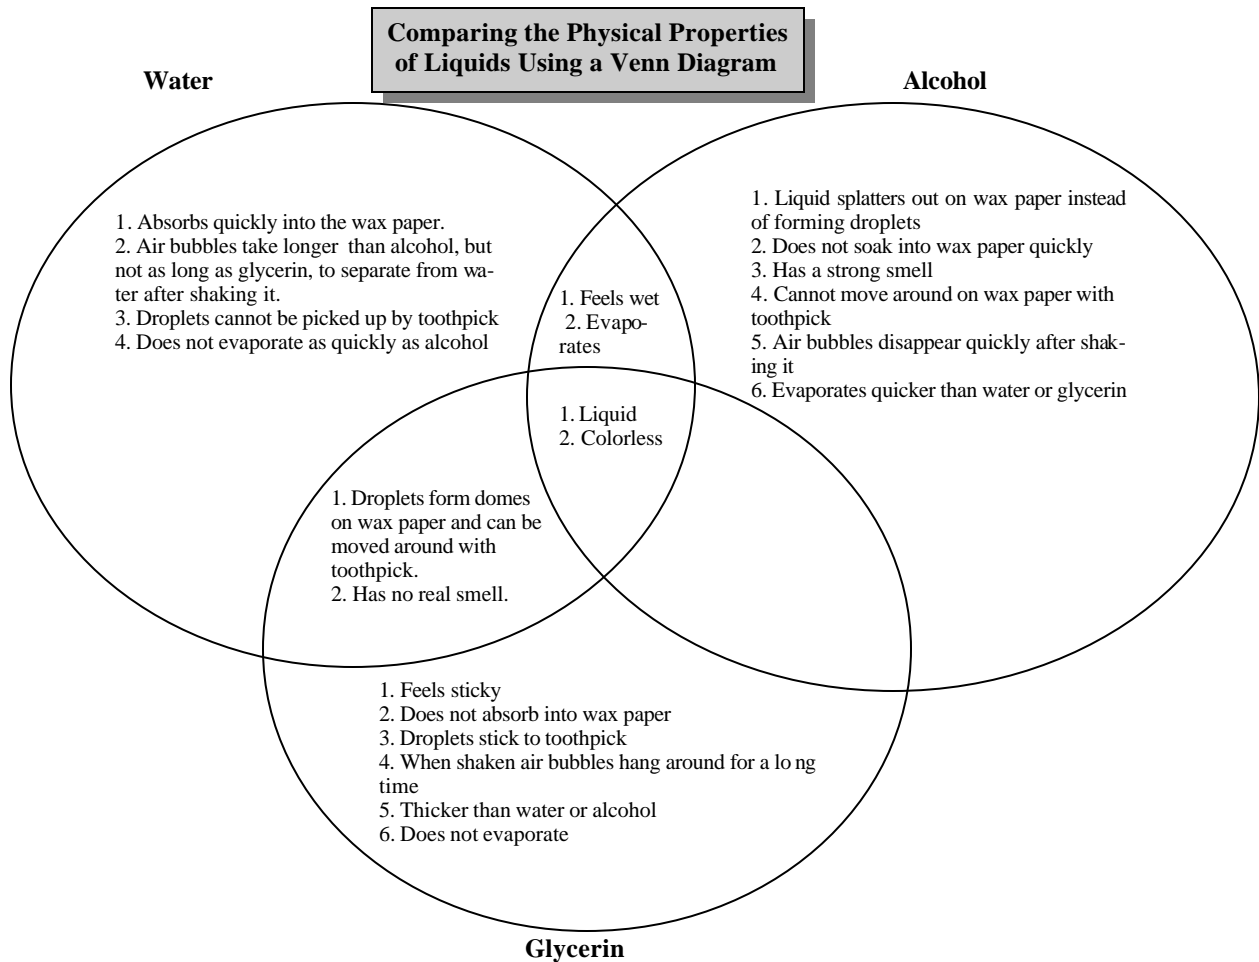 Comparing the Physical Properties
of Liquids Using a Venn Diagram
Water
Alcohol
1. Absorbs quickly into the wax paper.
2. Air bubbles take longer than alcohol, but
not as long as glycerin, to separate from wa-
ter after shaking it.
3. Droplets cannot be picked up by toothpick
4. Does not evaporate as quickly as alcohol
1. Feels wet
2. Evapo-
rates
1. Liquid splatters out on wax paper instead
of forming droplets
2. Does not soak into wax paper quickly
3. Has a strong smell
4. Cannot move around on wax paper with
toothpick
5. Air bubbles disappear quickly after shak-
ing it
6. Evaporates quicker than water or glycerin
1. Liquid
2. Colorless
1. Droplets form domes
on wax paper and can be
moved around with
toothpick.
2. Has no real smell.
1. Feels sticky
2. Does not absorb into wax paper
3. Droplets stick to toothpick
4. When shaken air bubbles hang around for a lo ng
time
5. Thicker than water or alcohol
6. Does not evaporate
Glycerin